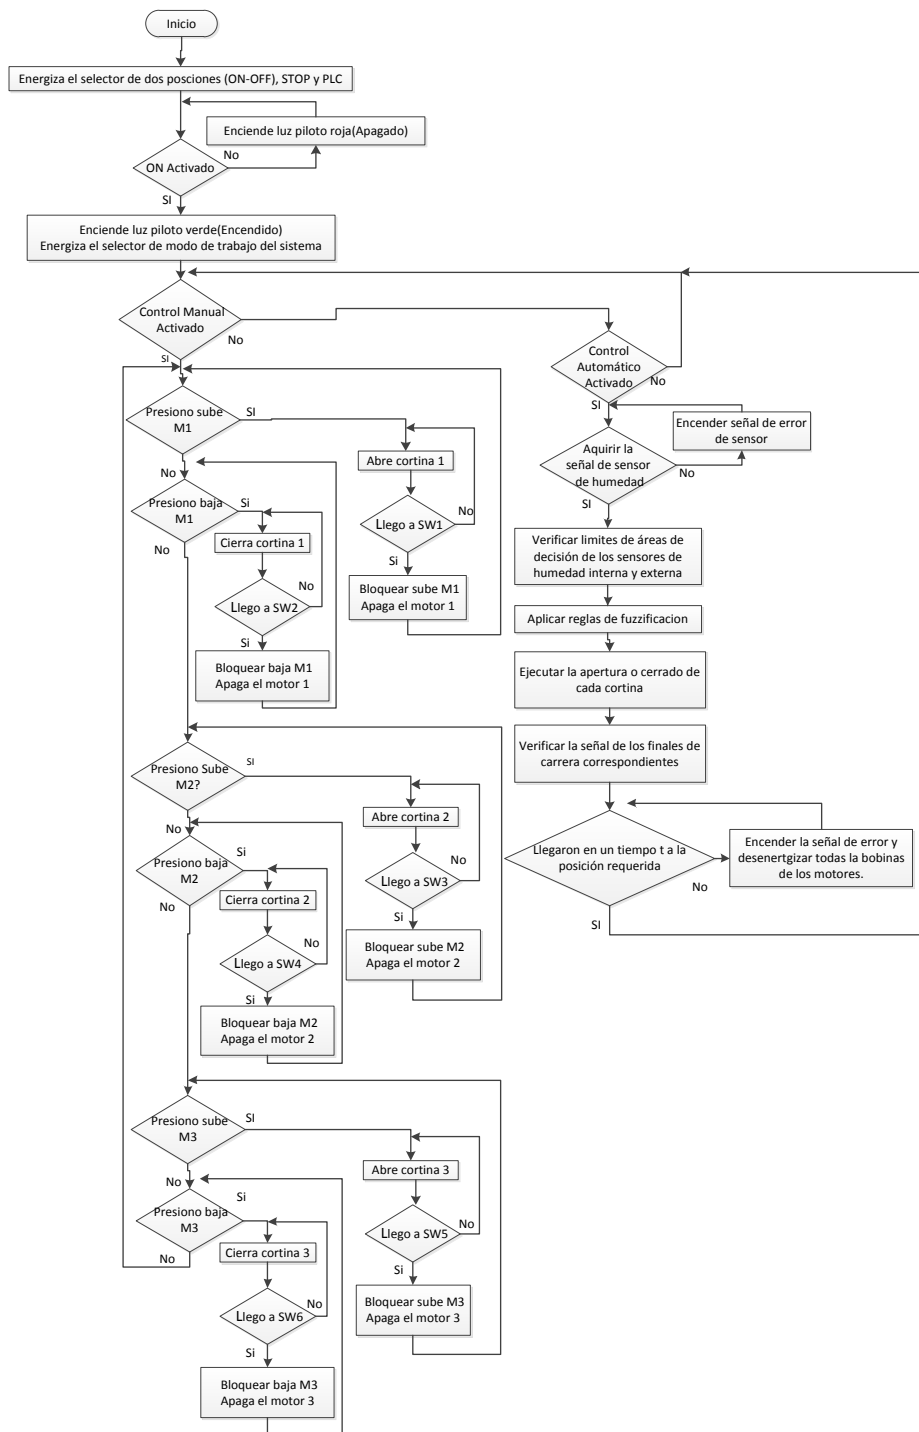 Inicio
Energiza el selector de dos posciones (ON-OFF), STOP y PLC
Enciende luz piloto roja(Apagado)
No
ON Activado
SI
Enciende luz piloto verde(Encendido)
Energiza el selector de modo de trabajo del sistema
Control Manual
Activado
No
SI
Control
Automático
Activado
No
SI
Encender señal de error
de sensor
Aquirir la
señal de sensor
de humedad
No
SI
Verificar limites de áreas de
decisión de los sensores de
humedad interna y externa
Aplicar reglas de fuzzificacion
Ejecutar la apertura o cerrado de
cada cortina
Verificar la señal de los finales de
carrera correspondientes
Llegaron en un tiempo t a la
posición requerida
No
Encender la señal de error y
desenertgizar todas la bobinas
de los motores.
SI
Presiono sube
M1
SI
No
Abre cortina 1
Llego a SW1
No
Si
Bloquear sube M1
Apaga el motor 1
Presiono baja
M1
Si
No
Cierra cortina 1
Llego a SW2
No
Si
Bloquear baja M1
Apaga el motor 1
Presiono Sube
M2?
SI
No
Abre cortina 2
Llego a SW3
No
Si
Bloquear sube M2
Apaga el motor 2
Presiono baja
M2
Si
No
Cierra cortina 2
Llego a SW4
No
Si
Bloquear baja M2
Apaga el motor 2
Presiono sube
M3
SI
No
Abre cortina 3
Llego a SW5
No
Si
Bloquear sube M3
Apaga el motor 3
Presiono baja
M3
Si
No
Cierra cortina 3
Llego a SW6
No
Si
Bloquear baja M3
Apaga el motor 3